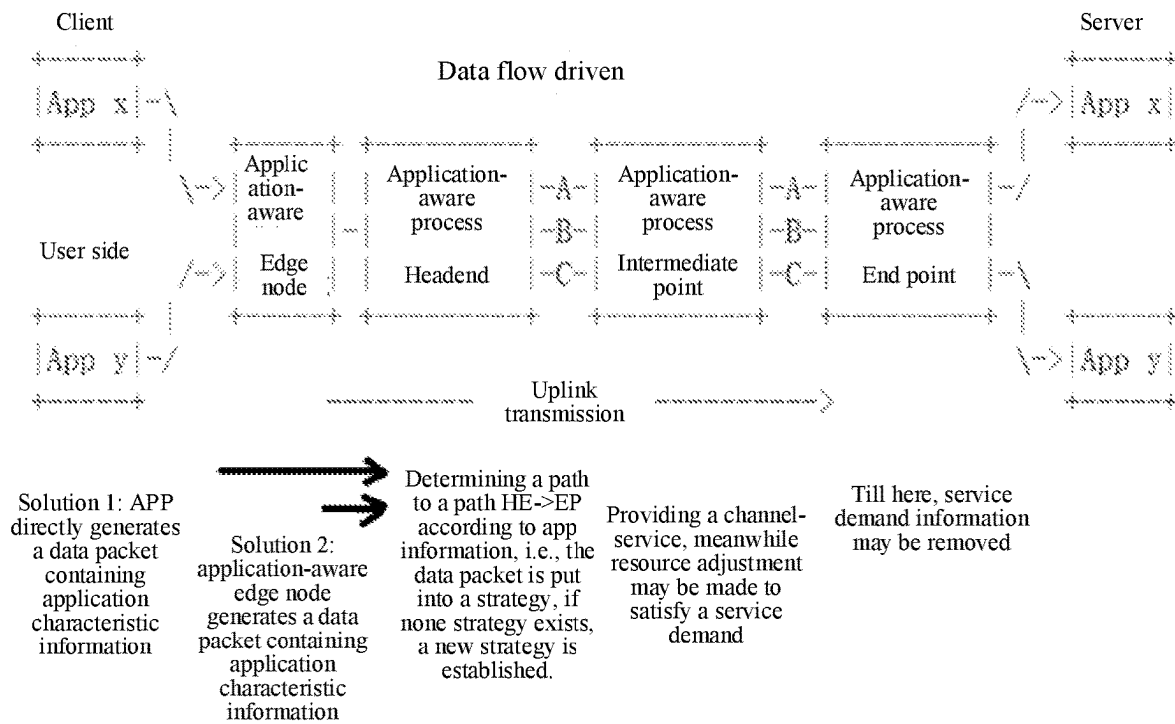 Client
Server
Data flow driven
App x
App x
Applic
ation-
aware
Edge
node
Application-
aware
process
Headend
A
B
C
Application-
aware
process
Intermediate
point
A
B
C
Application-
aware
process
End point
User side
App y
App y
Uplink
transmission
Solution 1: APP
directly generates
a data packet
containing
application
characteristic
information
Solution 2:
application-aware
edge node
generates a data
packet containing
application
characteristic
information
Determining a path
to a path HE->EP
according to app
information, i.e., the
data packet is put
into a strategy, if
none strategy exists,
a new strategy is
established.
Providing a channel-
service, meanwhile
resource adjustment
may be made to
satisfy a service
demand
Till here, service
demand information
may be removed